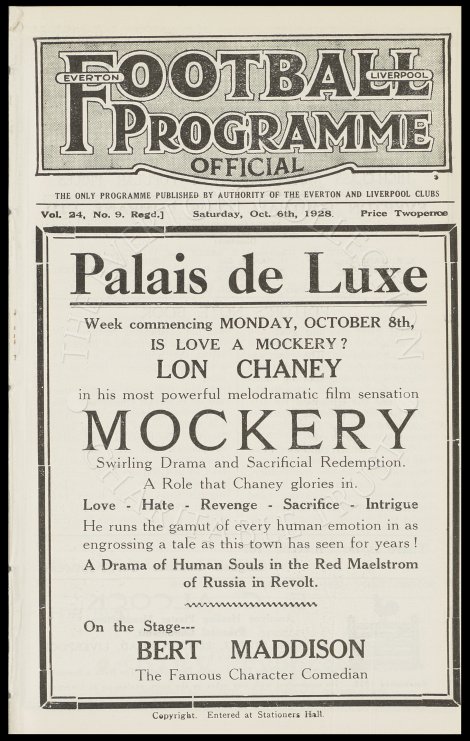 EVERTON
LIVERPOOL
FOOTBALL
PROGRAMME
OFFICIAL
THE ONLY PROGRAMME PUBLISHED BY AUTHORITY OF THE EVERTON AND LIVERPOOL CLUBS
Vol. 24, No. 9. Regd.] Saturday, Oct. 6th, 1928. Price Twopence
Palais de Luxe
Week commencing MONDAY, OCTOBER 8th,
IS LOVE A MOCKERY?
LON CHANEY
in his most powerful melodramatic film sensation
MOCKERY
Swirling Drama and Sacrificial Redemption.
A Role that Chaney glories in.
Love - Hate - Revenge - Sacrifice - Intrigue
He runs the gamut of every human emotion in as
engrossing a tale as this town has seen for years!
A Drama of Human Souls in the Red Maelstrom
of Russia in Revolt.
On the Stage---
BERT MADDISON
The Famous Character Comedian
Copyright. Entered at Stationers Hall.